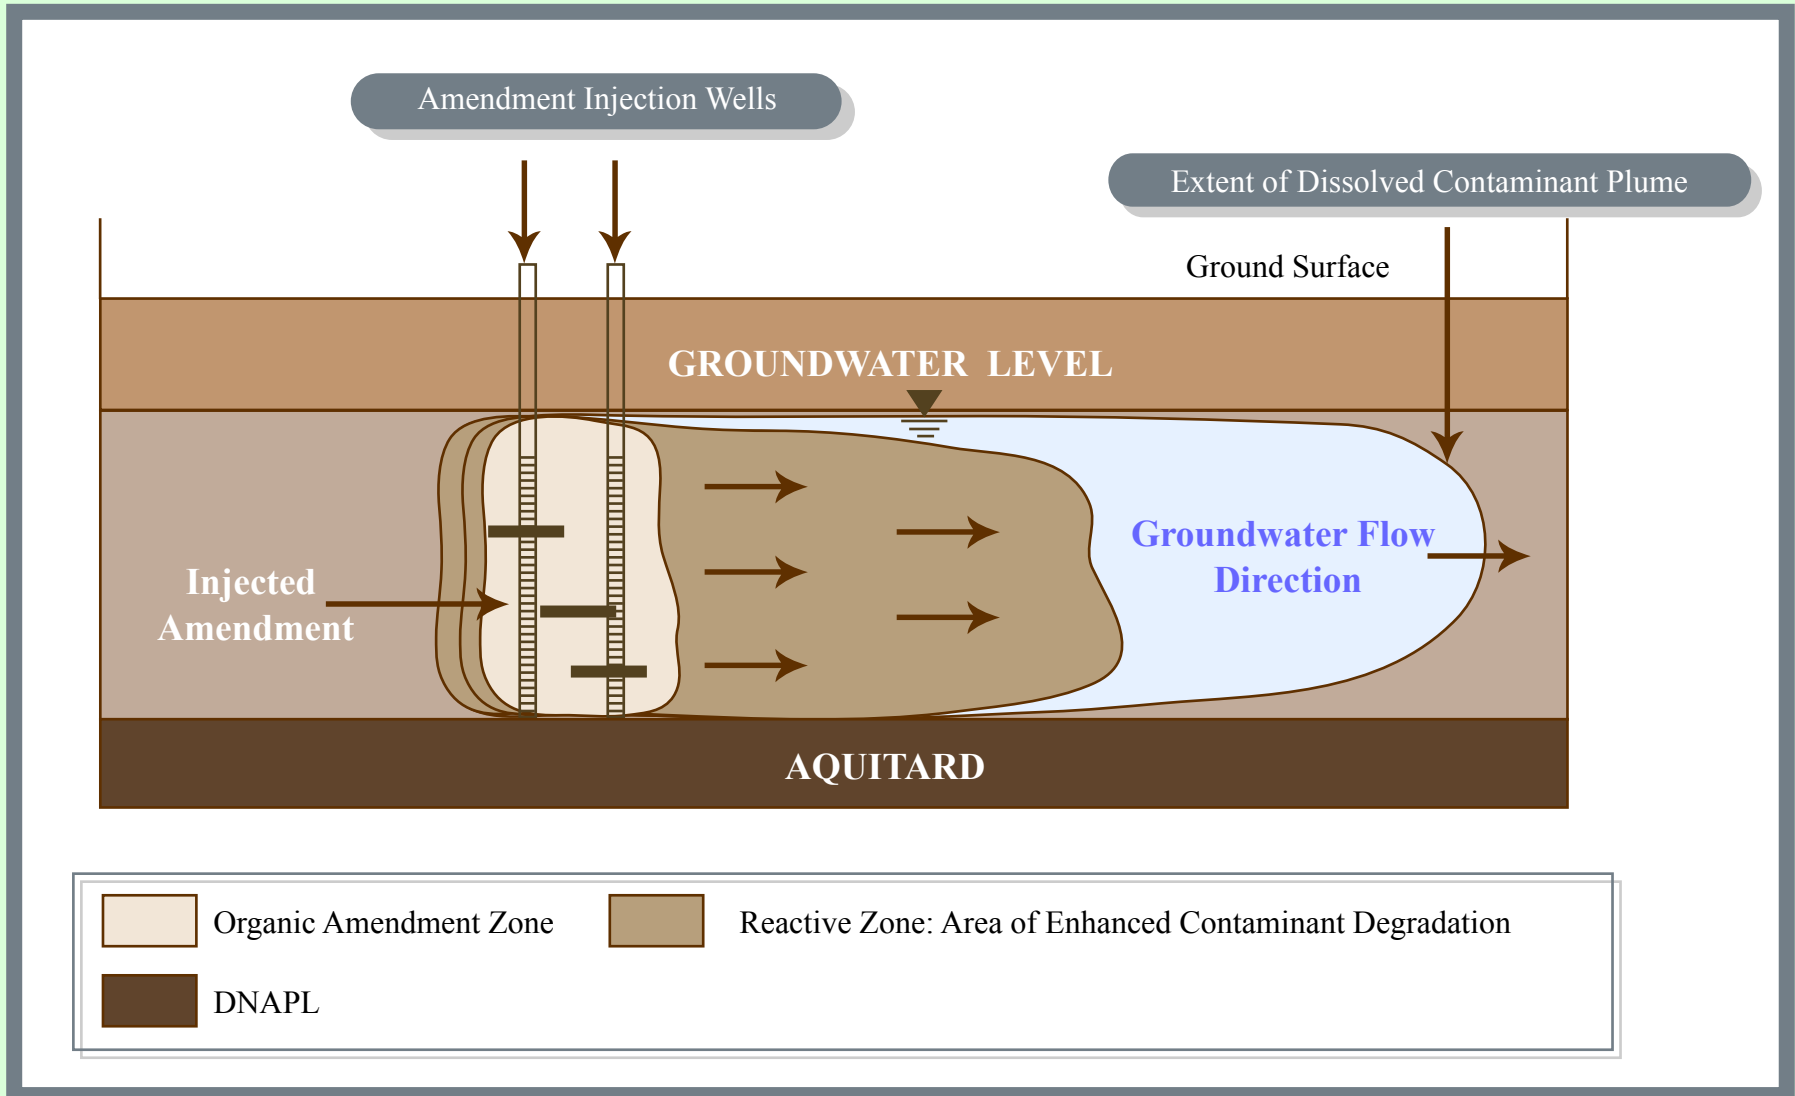 Amendment Injection Wells
Extent of Dissolved Contaminant Plume
Ground Surface
GROUNDWATER LEVEL
Groundwater Flow
Direction
Injected
Amendment
AQUITARD
Organic Amendment Zone
Reactive Zone: Area of Enhanced Contaminant Degradation
DNAPL